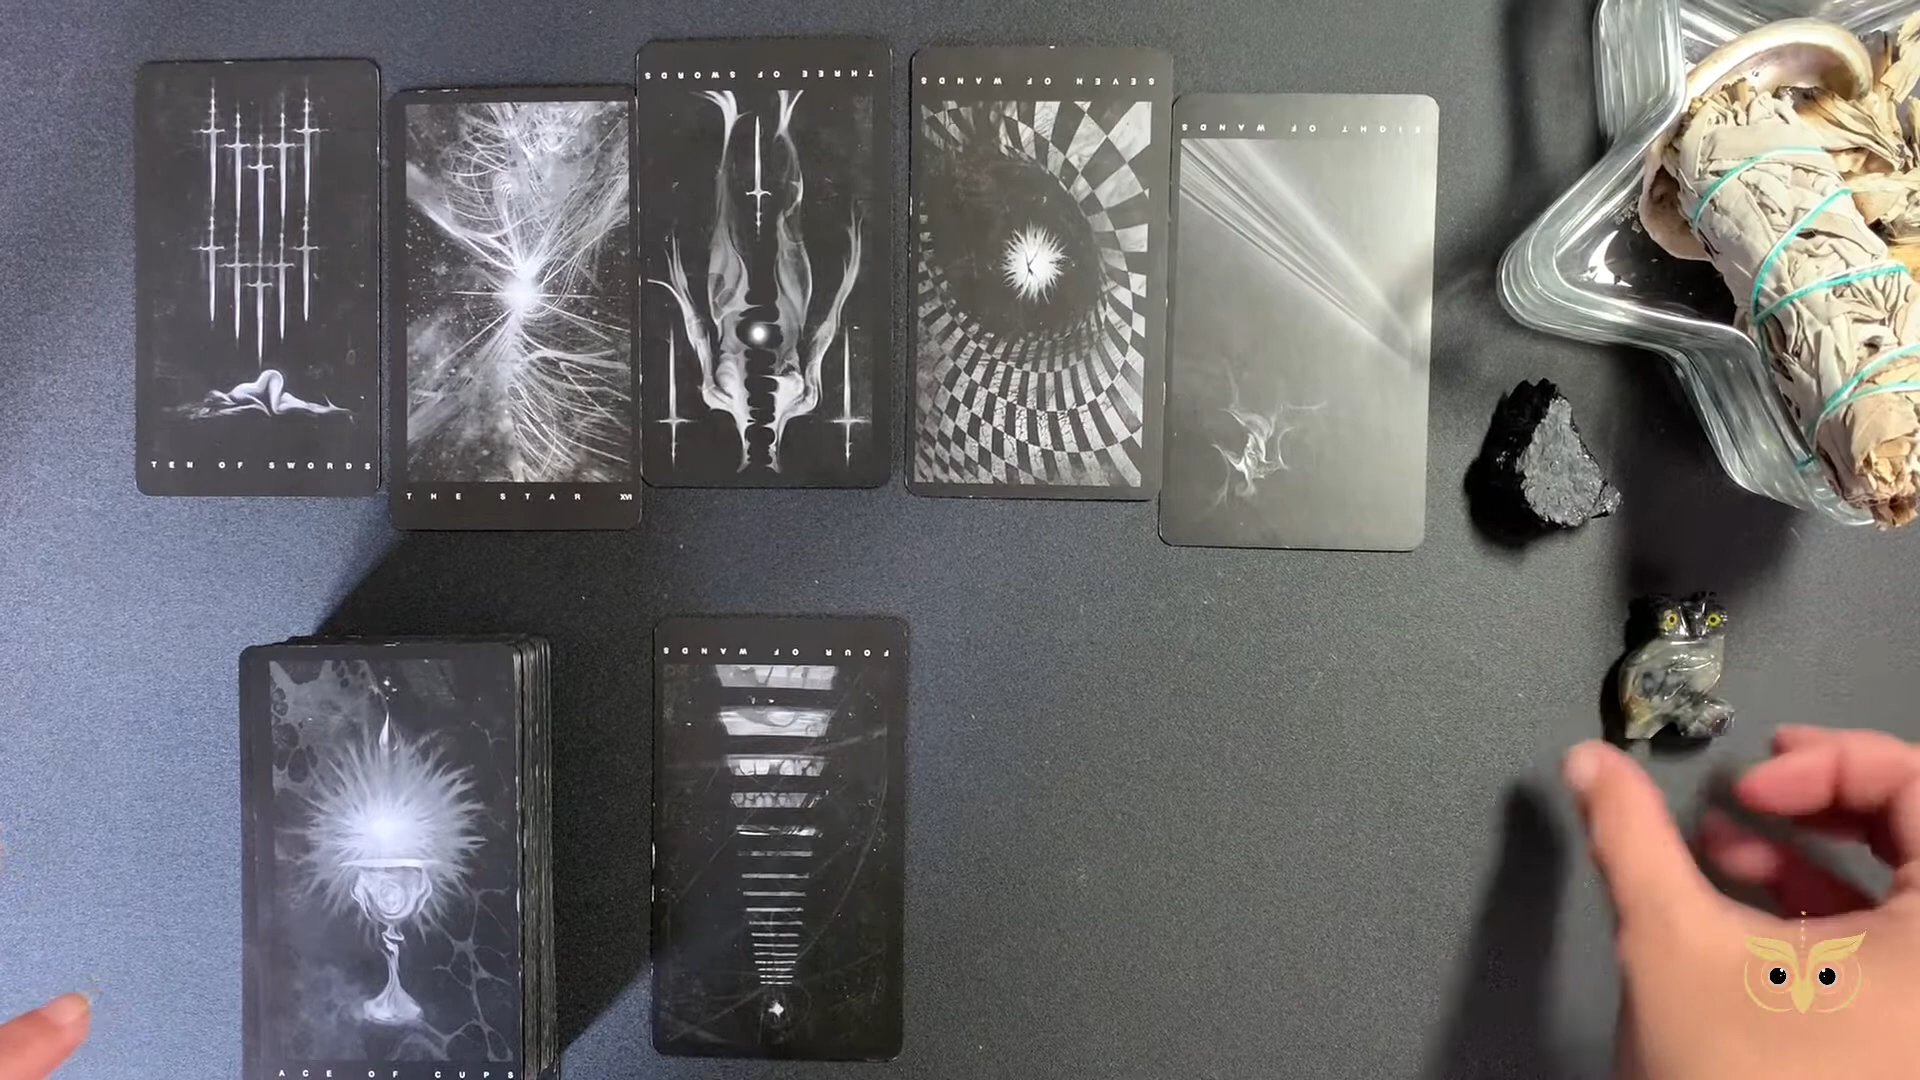 TEN OF SWORDS
THE STAR XVI
THREE OF SWORDS
SEVEN OF WANDS
EIGHT OF WANDS
ACE OF CUPS
FOUR OF WANDS